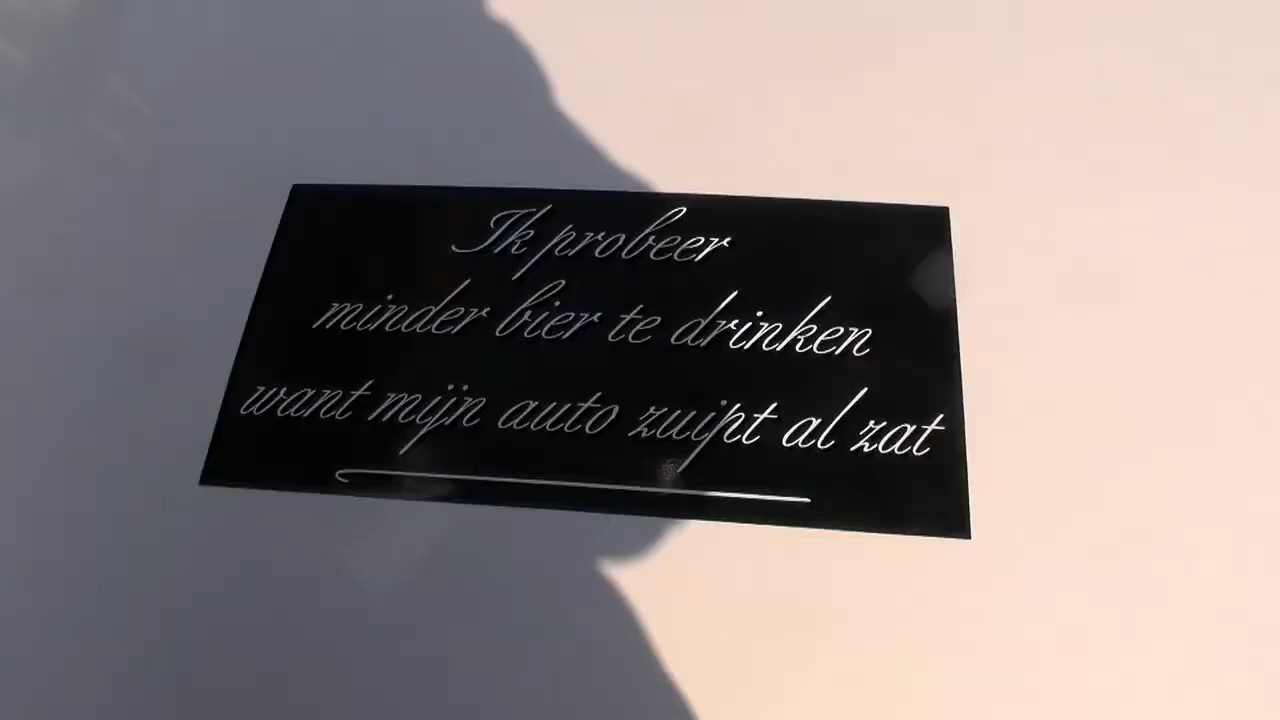 Ik probeer
minder bier te drinken
want mijn auto zuipt al zat